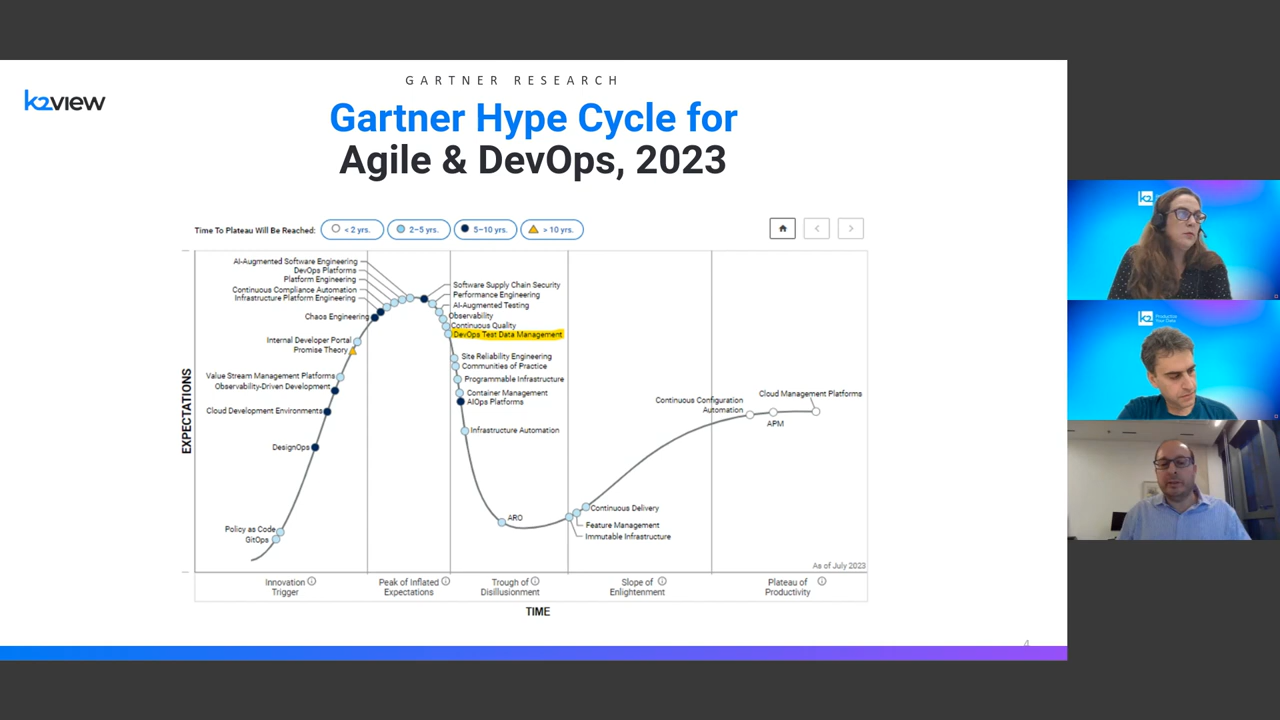 GARTNER RESEARCH
k2view
Gartner Hype Cycle for
Agile & DevOps, 2023
Time To Plateau Will Be Reached:
< 2 yrs.
2–5 yrs.
5–10 yrs.
> 10 yrs.
AI-Augmented Software Engineering
DevOps Platforms
Platform Engineering
Continuous Compliance Automation
Infrastructure Platform Engineering
Chaos Engineering
Internal Developer Portal
Promise Theory
Value Stream Management Platforms
Observability-Driven Development
Cloud Development Environments
DesignOps
Policy as Code
GitOps
Software Supply Chain Security
Performance Engineering
AI-Augmented Testing
Observability
Continuous Quality
DevOps Test Data Management
Site Reliability Engineering
Communities of Practice
Programmable Infrastructure
Container Management
AIOps Platforms
Infrastructure Automation
ARO
Continuous Delivery
Feature Management
Immutable Infrastructure
Continuous Configuration
Automation
Cloud Management Platforms
APM
EXPECTATIONS
As of July 2023
Innovation
Trigger
Peak of Inflated
Expectations
Trough of
Disillusionment
Slope of
Enlightenment
Plateau of
Productivity
TIME
4
k2
k2